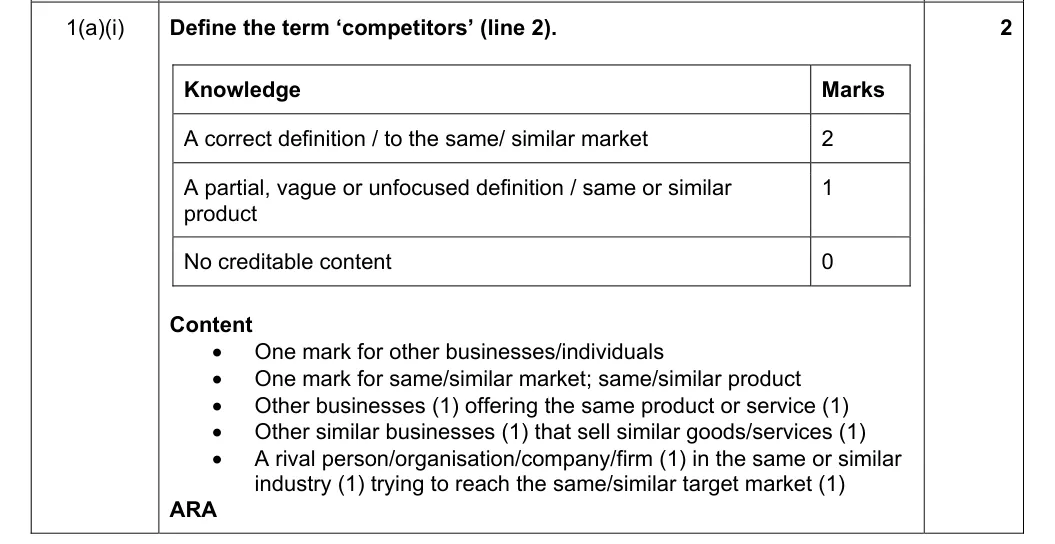 1(a)(i) Define the term ‘competitors’ (line 2). 2
Knowledge Marks
A correct definition / to the same/ similar market 2
A partial, vague or unfocused definition / same or similar 1
product
No creditable content 0
Content
• One mark for other businesses/individuals
• One mark for same/similar market; same/similar product
• Other businesses (1) offering the same product or service (1)
• Other similar businesses (1) that sell similar goods/services (1)
• A rival person/organisation/company/firm (1) in the same or similar
industry (1) trying to reach the same/similar target market (1)
ARA